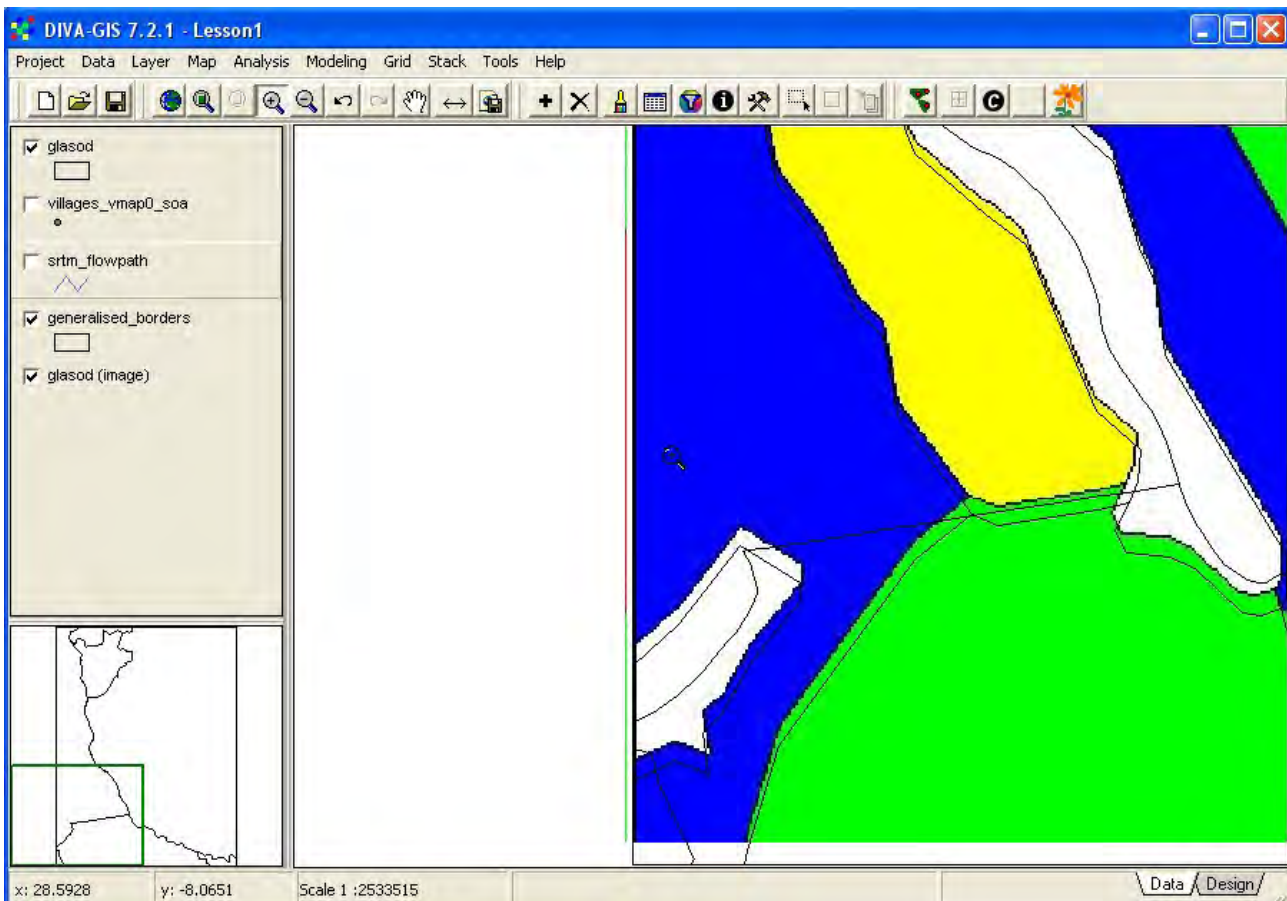 DIVA-GIS 7.2.1 - Lesson1
Project Data Layer Map Analysis Modeling Grid Stack Tools Help
glasod
villages_vmap0_soa
srtm_flowpath
generalised_borders
glasod (image)
x: 28.5928 y: -8.0651 Scale 1 :2533515 Data Design